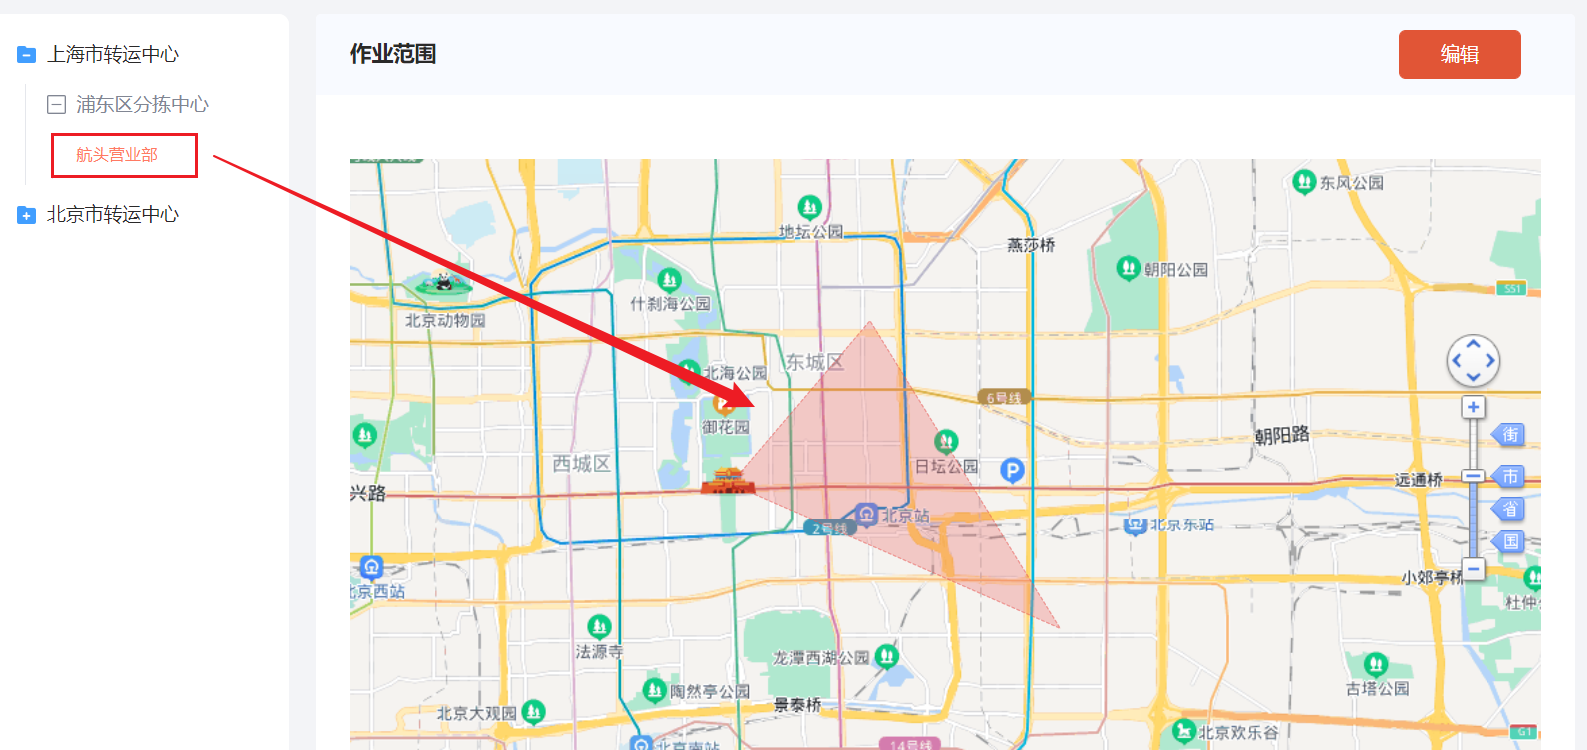 上海市转运中心
浦东区分拣中心
航头营业部
北京市转运中心
作业范围
编辑
东风公园
地坛公园
燕莎桥
朝阳公园
什刹海公园
S51
北京动物园
东城区
北海公园
6号线
御花园
街
朝阳路
西城区
日坛公园
P
市
远通桥
兴路
省
北京站
2号线
北京东站
国
小郊亭桥
北京西站
杜仲
法源寺
龙潭西湖公园
古塔公园
陶然亭公园
景泰桥
北京大观园
北京欢乐谷
G1
14号线
北京南站